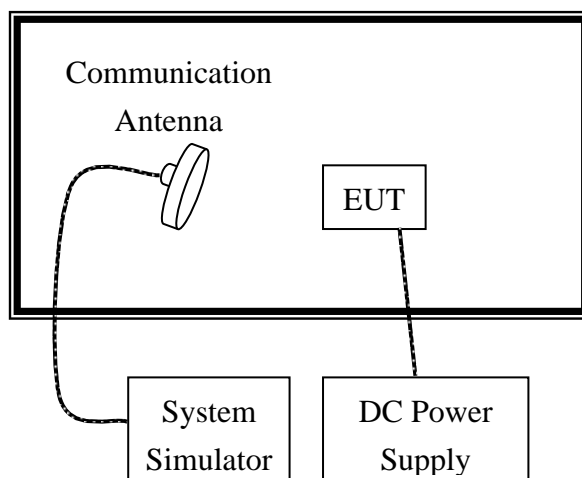 Communication
Antenna
EUT
System
Simulator
DC Power
Supply